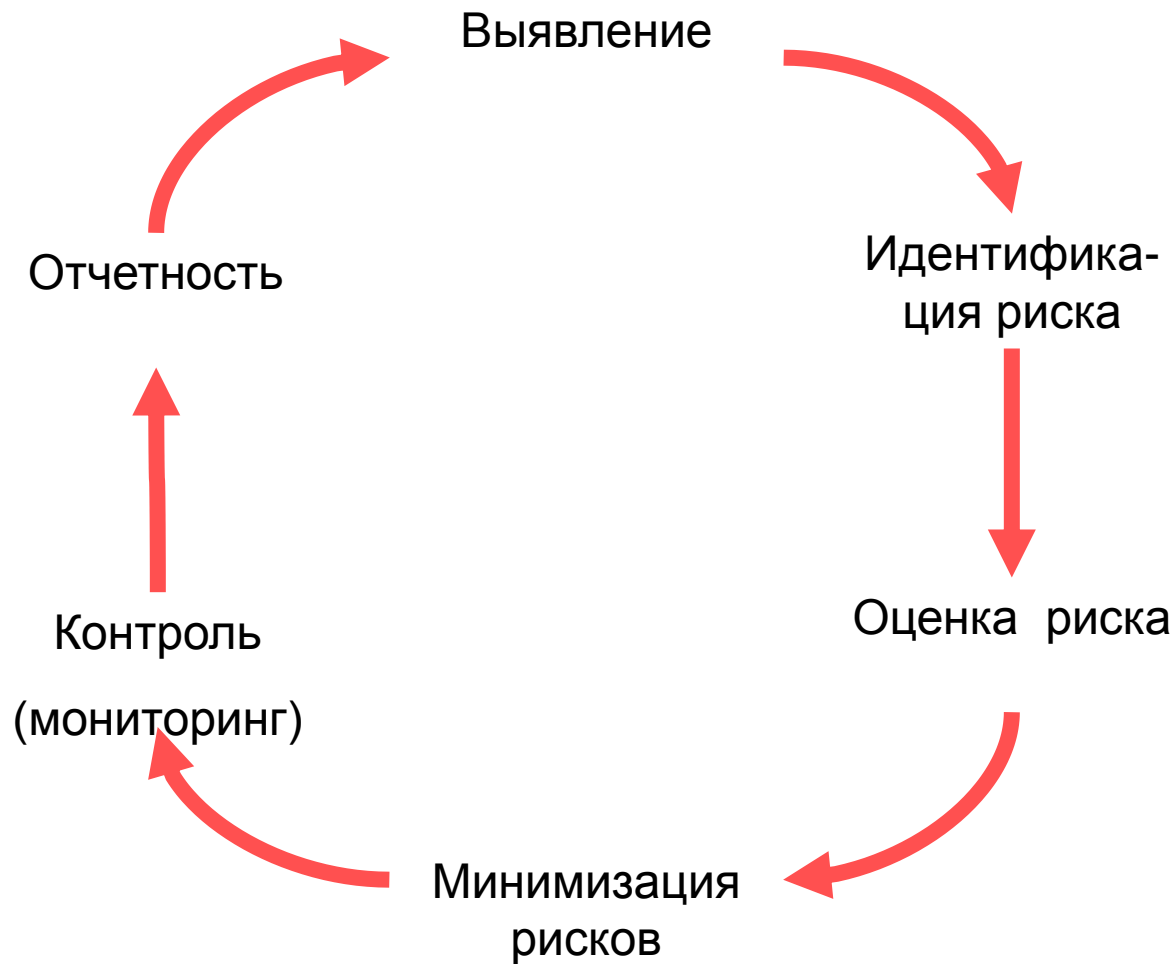 Выявление
Идентифика-
ция риска
Оценка риска
Минимизация
рисков
Контроль
(мониторинг)
Отчетность